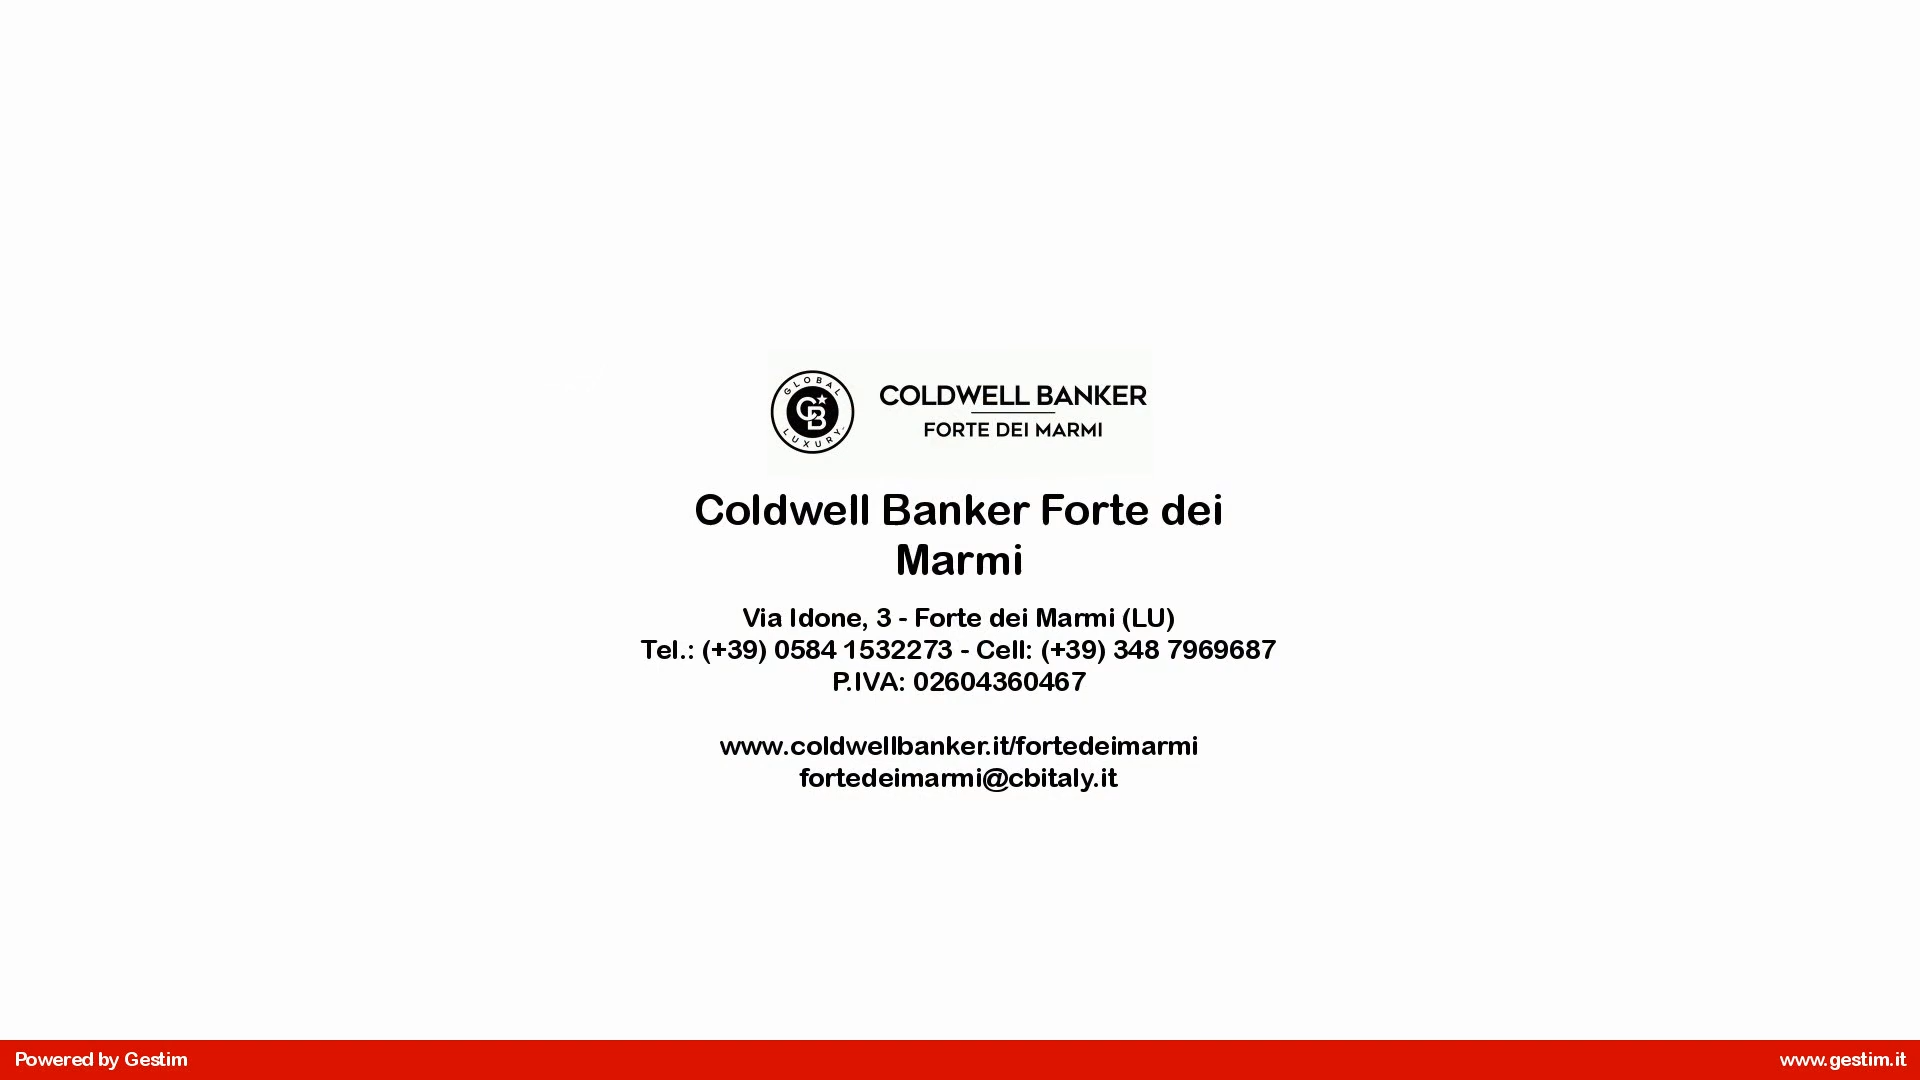 GLOBAL
CB
LUXURY
COLDWELL BANKER
FORTE DEI MARMI
Coldwell Banker Forte dei
Marmi
Via Idone, 3 - Forte dei Marmi (LU)
Tel.: (+39) 0584 1532273 - Cell: (+39) 348 7969687
P.IVA: 02604360467
www.coldwellbanker.it/fortedeimarmi
fortedeimarmi@cbitaly.it
Powered by Gestim
www.gestim.it